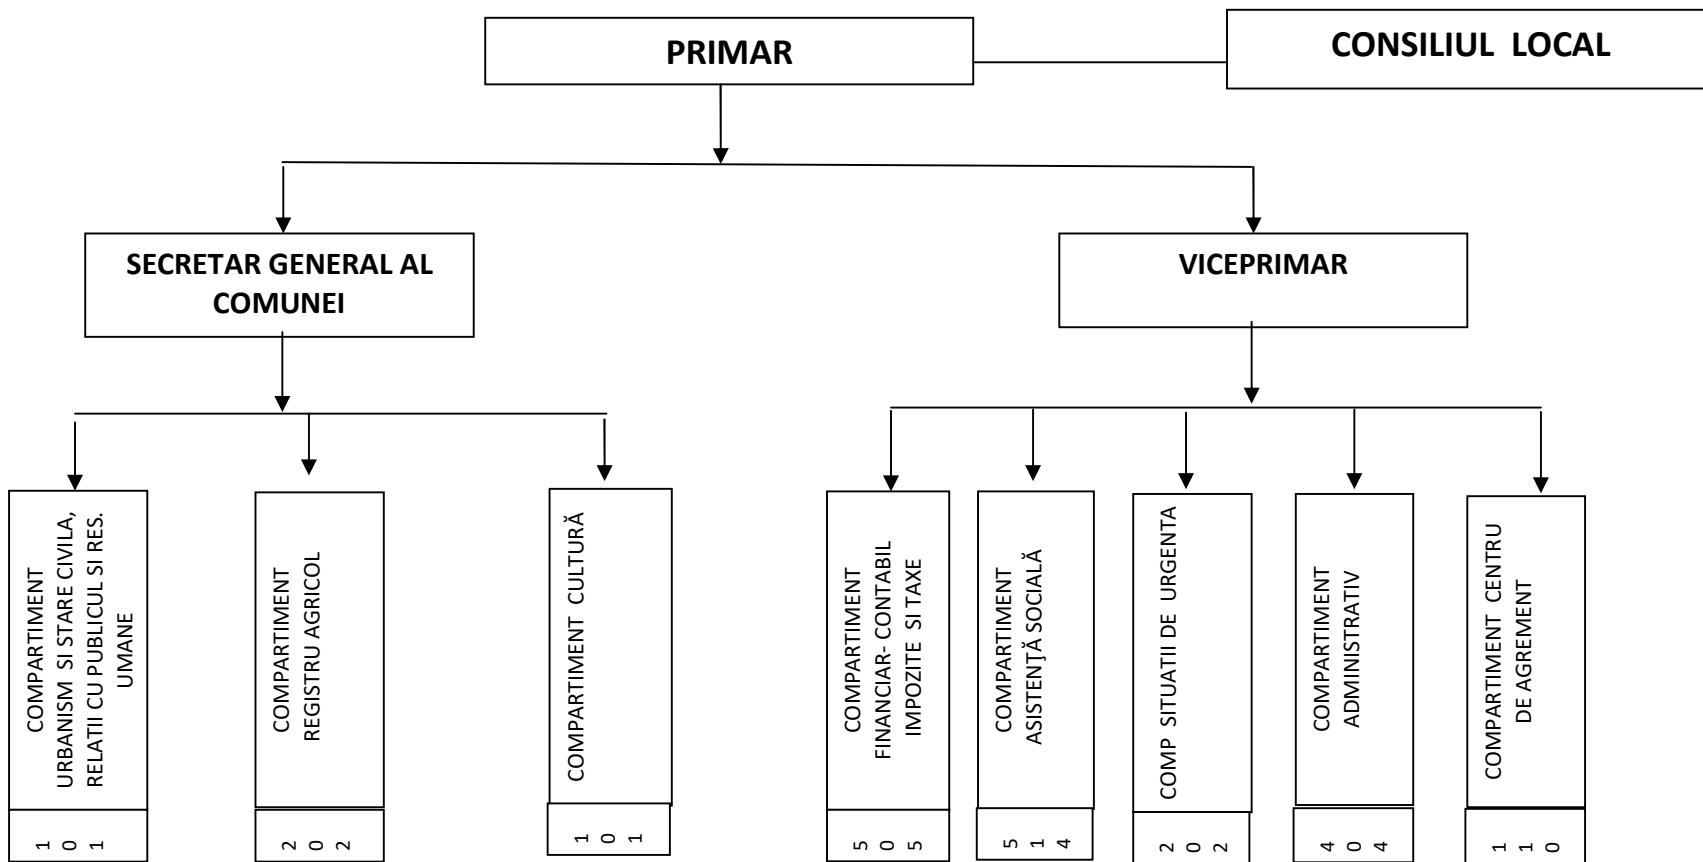 PRIMAR
CONSILIUL LOCAL
SECRETAR GENERAL AL
COMUNEI
VICEPRIMAR
COMPARTIMENT
URBANISM SI STARE CIVILA,
RELATII CU PUBLICUL SI RES.
UMANE
1 0 1
COMPARTIMENT
REGISTRU AGRICOL
2 0 2
COMPARTIMENT CULTURĂ
1 0 1
COMPARTIMENT
FINANCIAR- CONTABIL
IMPOZITE SI TAXE
5 0 5
COMPARTIMENT
ASISTENŢĂ SOCIALĂ
5 1 4
COMP SITUATII DE URGENTA
2 0 2
COMPARTIMENT
ADMINISTRATIV
4 0 4
COMPARTIMENT CENTRU
DE AGREMENT
1 1 0